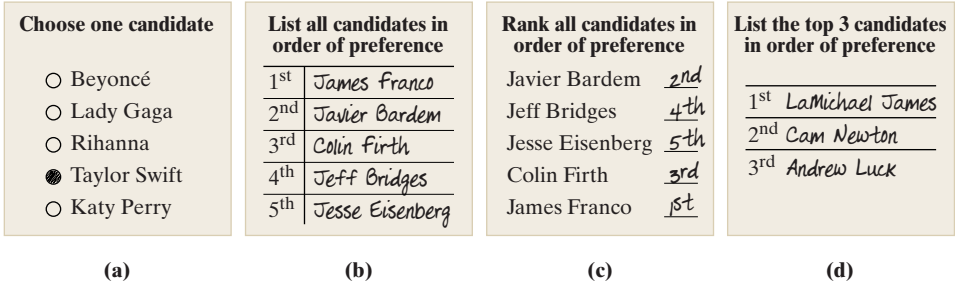 Choose one candidate
Beyoncé
Lady Gaga
Rihanna
Taylor Swift
Katy Perry
(a)
List all candidates in
order of preference
1st James Franco
2nd Javier Bardem
3rd Colin Firth
4th Jeff Bridges
5th Jesse Eisenberg
(b)
Rank all candidates in
order of preference
Javier Bardem 2nd
Jeff Bridges 4th
Jesse Eisenberg 5th
Colin Firth 3rd
James Franco 1st
(c)
List the top 3 candidates
in order of preference
1st LaMichael James
2nd Cam Newton
3rd Andrew Luck
(d)